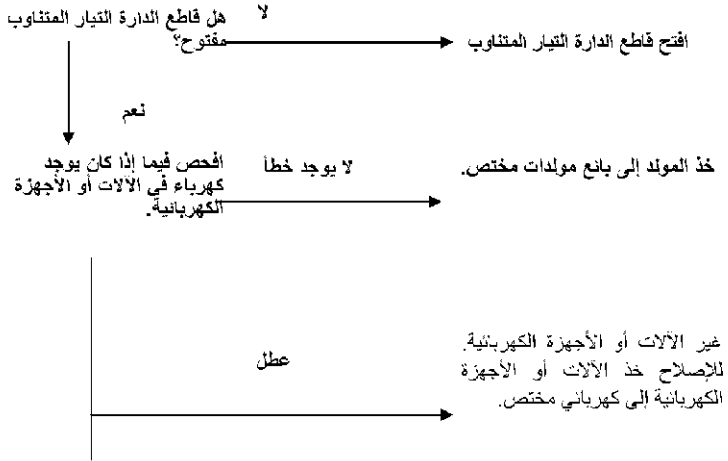 هل قاطع الدارة التيار المتناوب
مفتوح؟
لا
افتح قاطع الدارة التيار المتناوب
نعم
افحص فيما إذا كان يوجد
كهرباء في الآلات أو الأجهزة
الكهربائية.
لا يوجد خطأ
خذ المولد إلى بائع مولدات مختص.
عطل
غير الآلات أو الأجهزة الكهربائية.
للإصلاح خذ الآلات أو الأجهزة
الكهربائية إلى كهربائي مختص.